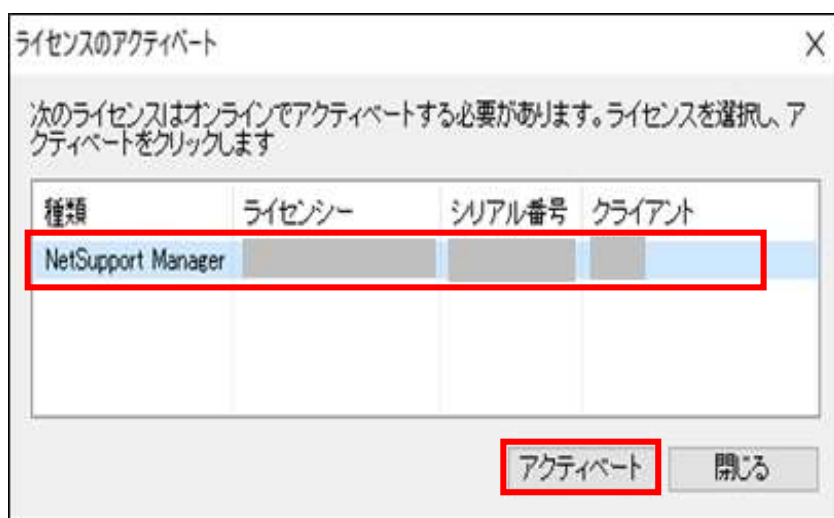 ライセンスのアクティベート
次のライセンスはオンラインでアクティベートする必要があります。ライセンスを選択し、ア
クティベートをクリックします
種類 ライセンシー シリアル番号 クライアント
NetSupport Manager
アクティベート 閉じる